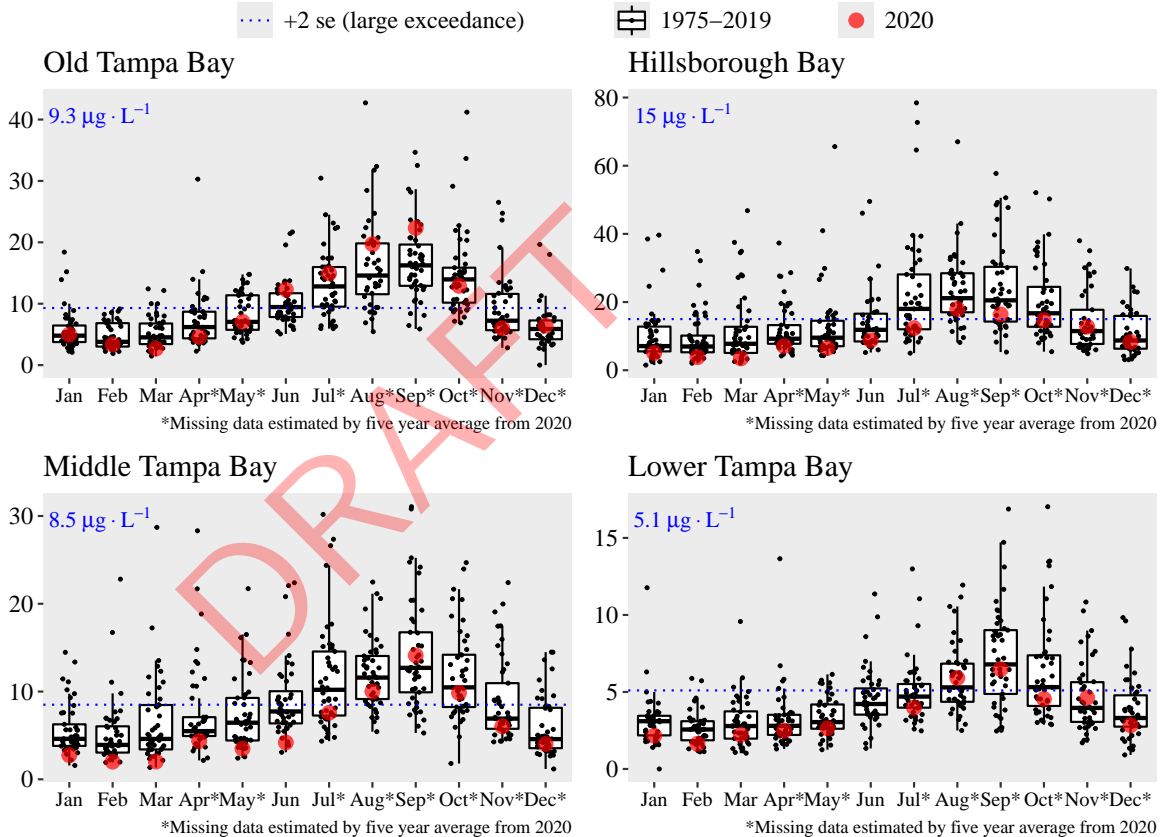 +2 se (large exceedance) 1975–2019 2020
Old Tampa Bay
9.3 μg · L⁻¹
40
30
20
10
0
Jan Feb Mar Apr* May* Jun Jul* Aug* Sep* Oct* Nov* Dec*
*Missing data estimated by five year average from 2020
Hillsborough Bay
15 μg · L⁻¹
80
60
40
20
0
Jan Feb Mar Apr* May* Jun Jul* Aug* Sep* Oct* Nov* Dec*
*Missing data estimated by five year average from 2020
Middle Tampa Bay
8.5 μg · L⁻¹
30
20
10
0
Jan Feb Mar Apr* May* Jun Jul* Aug* Sep* Oct* Nov* Dec*
*Missing data estimated by five year average from 2020
Lower Tampa Bay
5.1 μg · L⁻¹
15
10
5
0
Jan Feb Mar Apr* May* Jun Jul* Aug* Sep* Oct* Nov* Dec*
*Missing data estimated by five year average from 2020
DRAFT